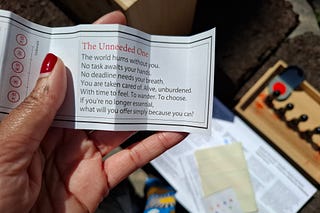 The Unneeded One
The world hums without you.
No task awaits your hands.
No deadline needs your breath.
You are taken care of. Alive, unburdened.
With time to feel. To wander. To choose.
If you're no longer essential,
what will you offer simply because you can?